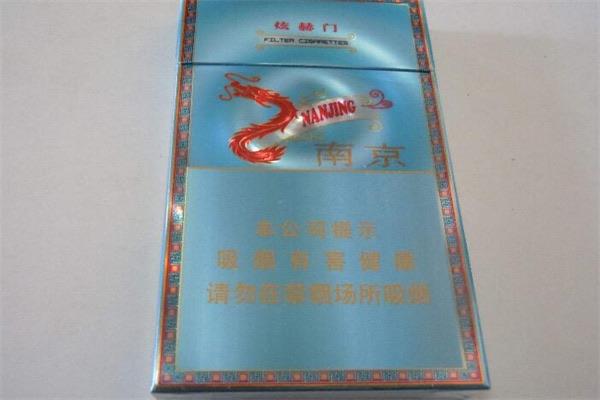 炫赫门
FILTER CIGARETTES
NANJING
南京
本公司提示
吸烟有害健康
请勿在禁烟场所吸烟